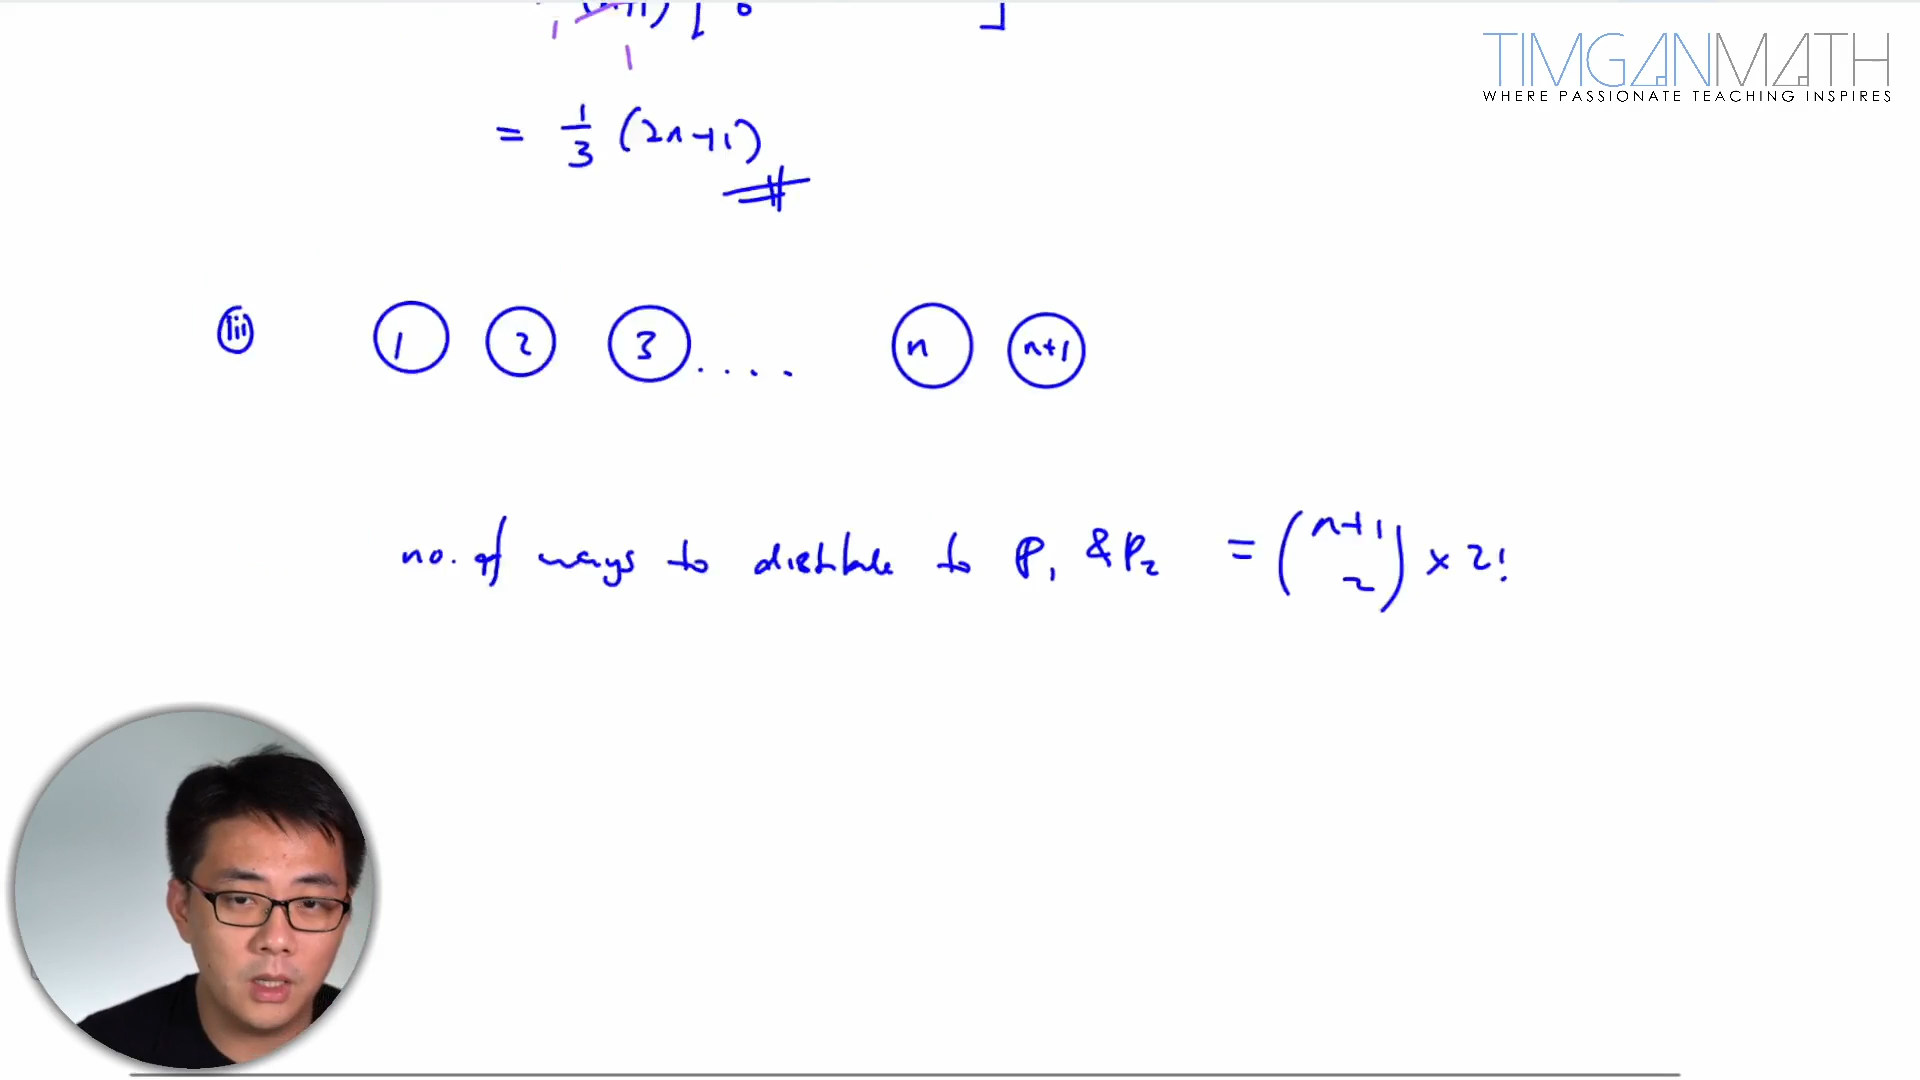 TIMGANMATH
WHERE PASSIONATE TEACHING INSPIRES
= 1/3 (2n+1)
(iii) 1 2 3 .... n n+1
no. of ways to distribute to P₁ & P₂ = (n+1 2) × 2!